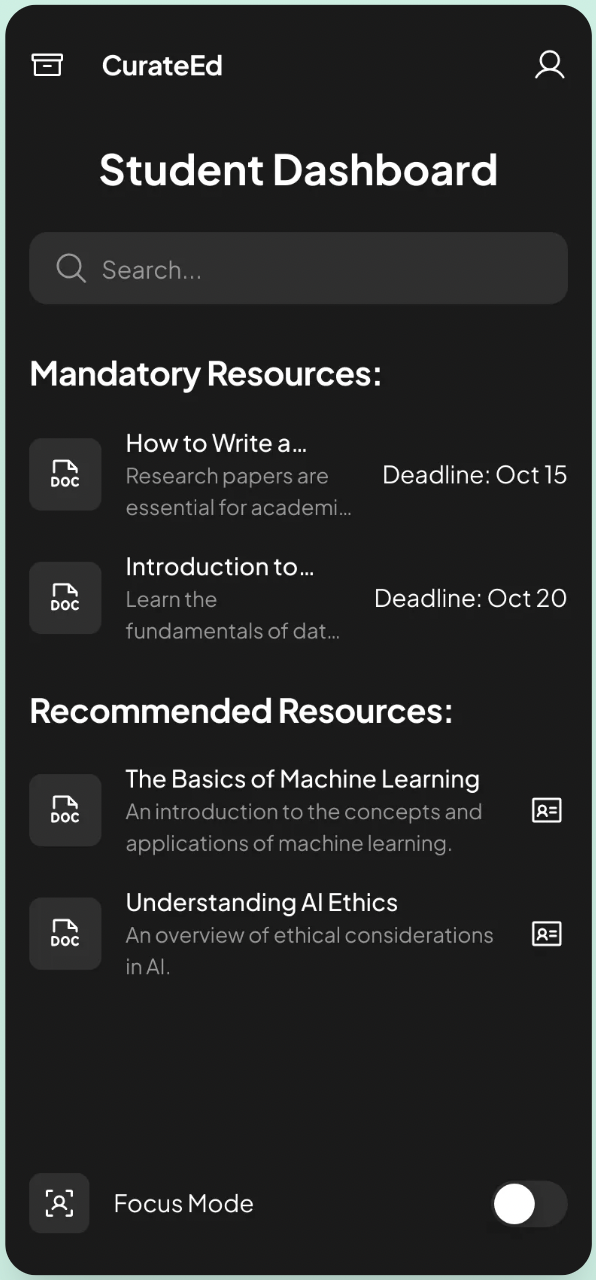 CurateEd
Student Dashboard
Search...
Mandatory Resources:
DOC
How to Write a...
Research papers are
essential for academi...
Deadline: Oct 15
DOC
Introduction to...
Learn the
fundamentals of dat...
Deadline: Oct 20
Recommended Resources:
DOC
The Basics of Machine Learning
An introduction to the concepts and
applications of machine learning.
DOC
Understanding AI Ethics
An overview of ethical considerations
in AI.
Focus Mode